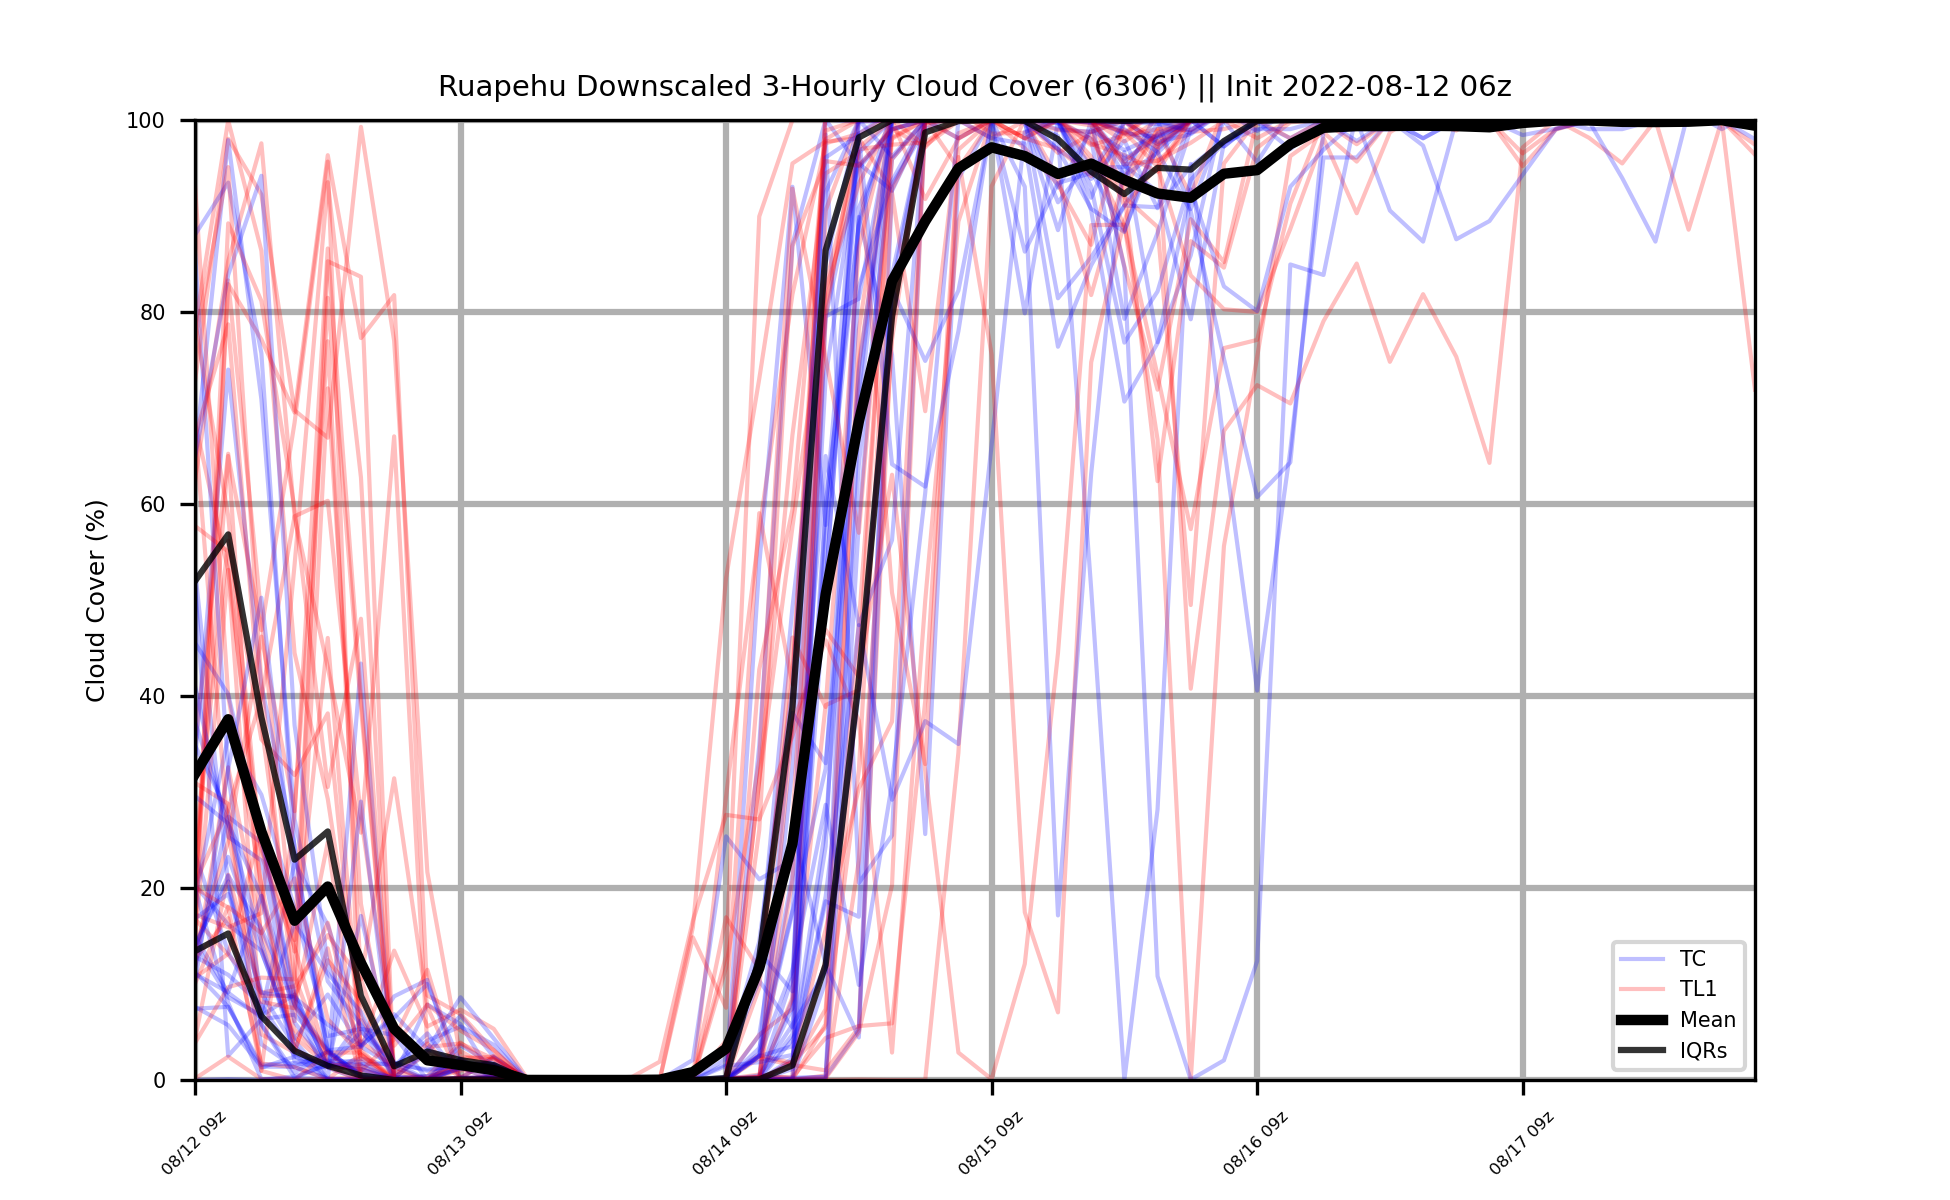 Ruapehu Downscaled 3-Hourly Cloud Cover (6306') || Init 2022-08-12 06z
Cloud Cover (%)
100
80
60
40
20
0
08/12 09z
08/13 09z
08/14 09z
08/15 09z
08/16 09z
08/17 09z
TC
TL1
Mean
IQRs